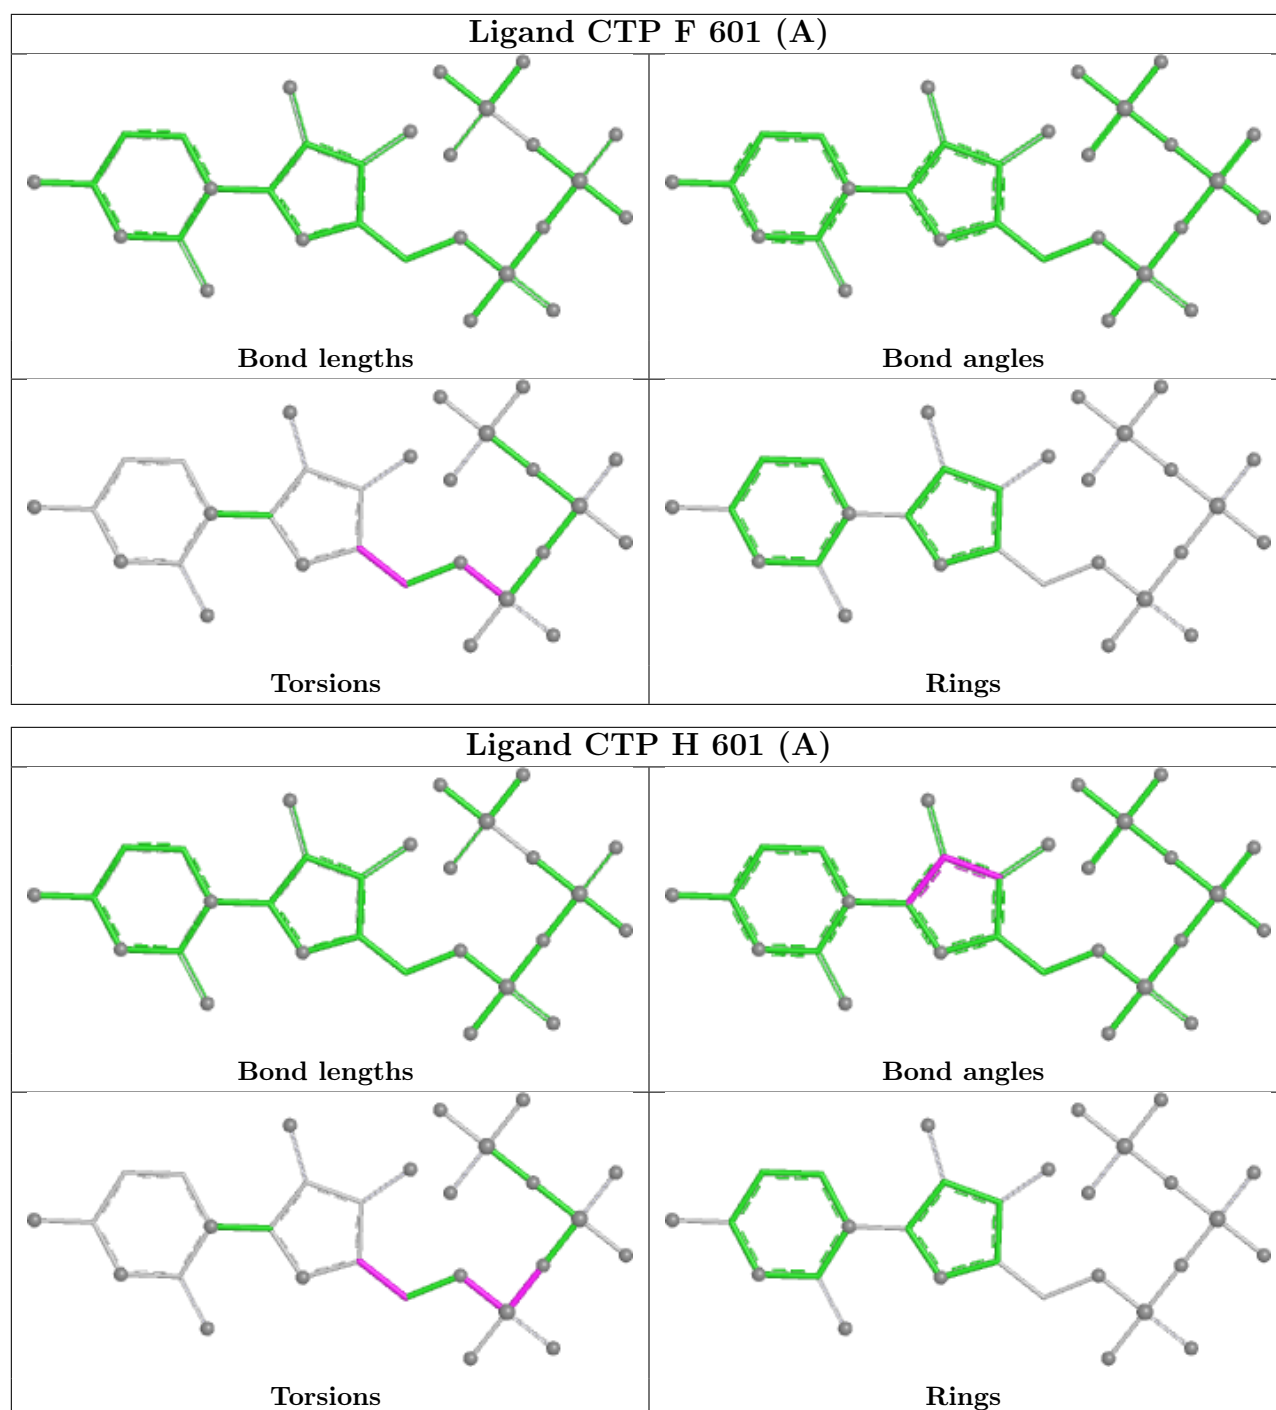 Ligand CTP F 601 (A)
Bond lengths
Bond angles
Torsions
Rings
Ligand CTP H 601 (A)
Bond lengths
Bond angles
Torsions
Rings